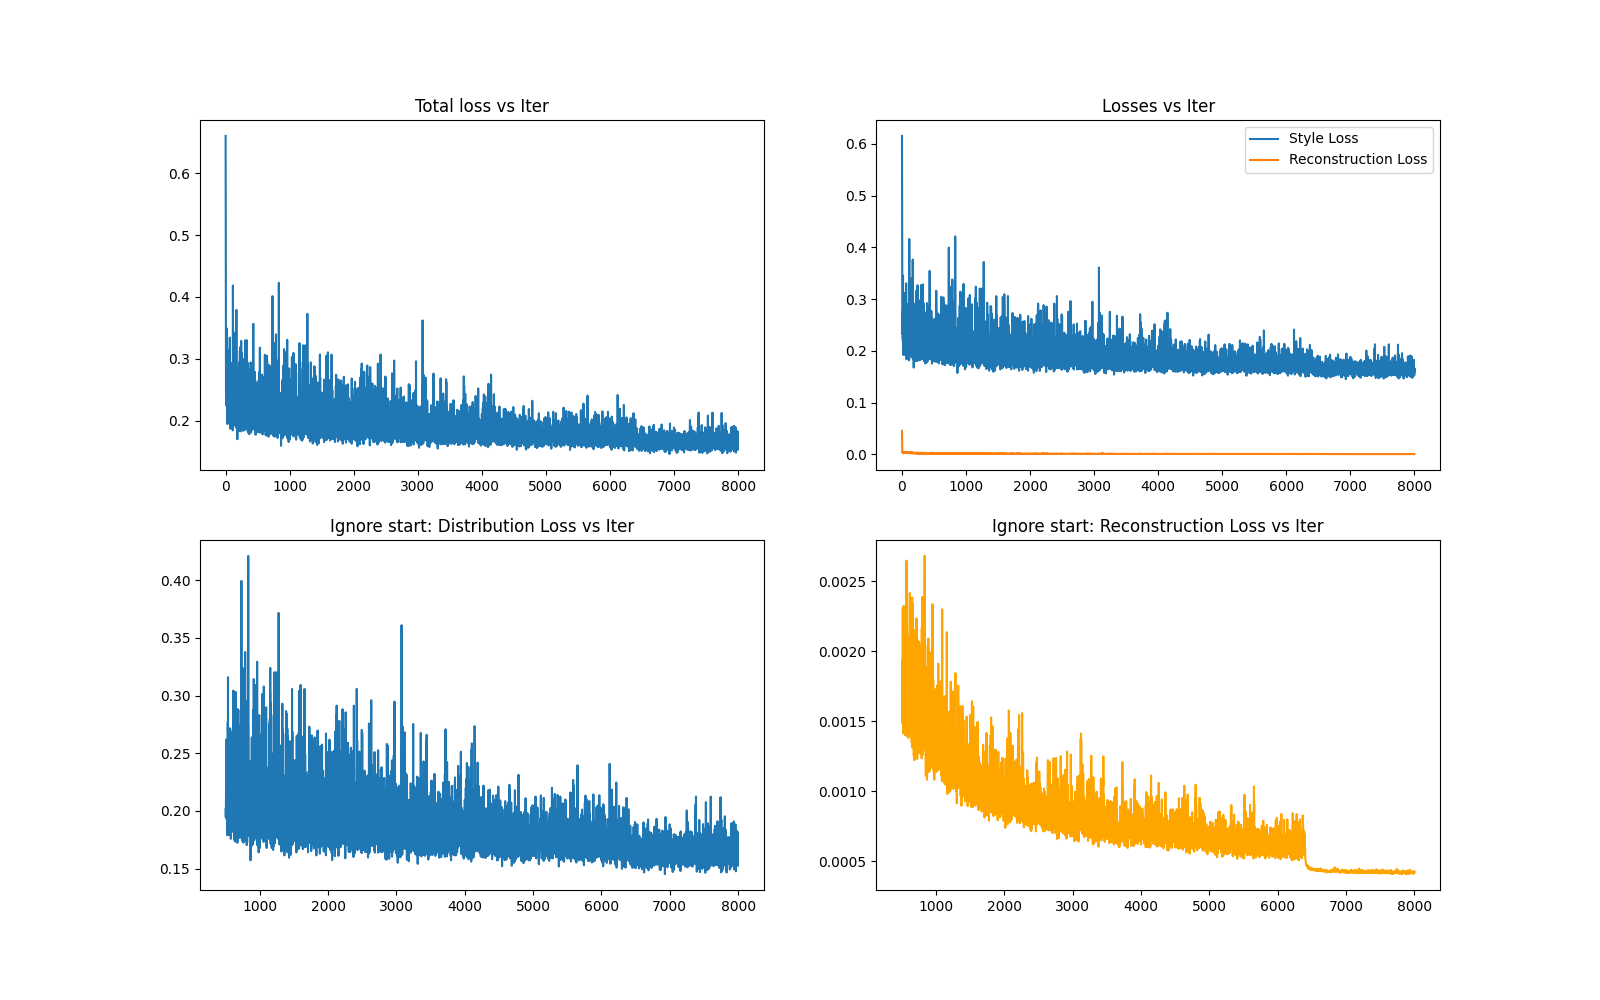 Total loss vs Iter
0.6
0.5
0.4
0.3
0.2
0 1000 2000 3000 4000 5000 6000 7000 8000
Losses vs Iter
Style Loss
Reconstruction Loss
0.6
0.5
0.4
0.3
0.2
0.1
0.0
0 1000 2000 3000 4000 5000 6000 7000 8000
Ignore start: Distribution Loss vs Iter
0.40
0.35
0.30
0.25
0.20
0.15
1000 2000 3000 4000 5000 6000 7000 8000
Ignore start: Reconstruction Loss vs Iter
0.0025
0.0020
0.0015
0.0010
0.0005
1000 2000 3000 4000 5000 6000 7000 8000